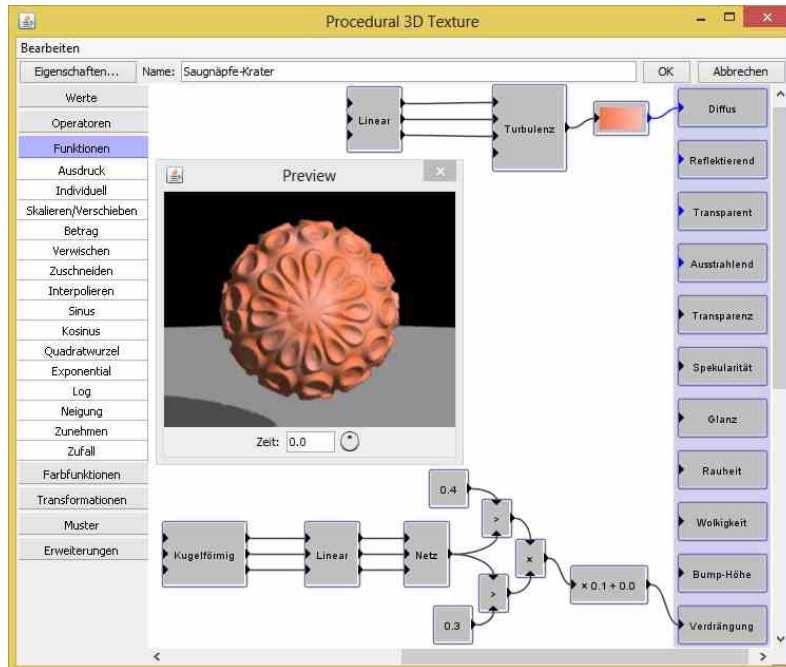 Procedural 3D Texture
Bearbeiten
Eigenschaften... Name: Saugnäpfe-Krater OK Abbrechen
Werte
Operatoren
Funktionen
Ausdruck
Individuell
Skalieren/Verschieben
Betrag
Verwischen
Zuschneiden
Interpolieren
Sinus
Kosinus
Quadratwurzel
Exponential
Log
Neigung
Zunehmen
Zufall
Farbfunktionen
Transformationen
Muster
Erweiterungen
Linear
Turbulenz
Preview
Zeit: 0.0
0.4
>
Kugelförmig
Linear
Netz
×
>
0.3
× 0.1 + 0.0
Diffus
Reflektierend
Transparent
Ausstrahlend
Transparenz
Spekularität
Glanz
Rauheit
Wolkigkeit
Bump-Höhe
Verdrängung